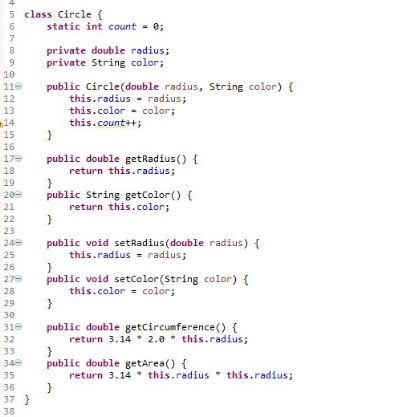 4
5 class Circle {
6 static int count = 0;
7
8 private double radius;
9 private String color;
10
11 public Circle(double radius, String color) {
12 this.radius = radius;
13 this.color = color;
14 this.count++;
15 }
16
17 public double getRadius() {
18 return this.radius;
19 }
20 public String getColor() {
21 return this.color;
22 }
23
24 public void setRadius(double radius) {
25 this.radius = radius;
26 }
27 public void setColor(String color) {
28 this.color = color;
29 }
30
31 public double getCircumference() {
32 return 3.14 * 2.0 * this.radius;
33 }
34 public double getArea() {
35 return 3.14 * this.radius * this.radius;
36 }
37 }
38